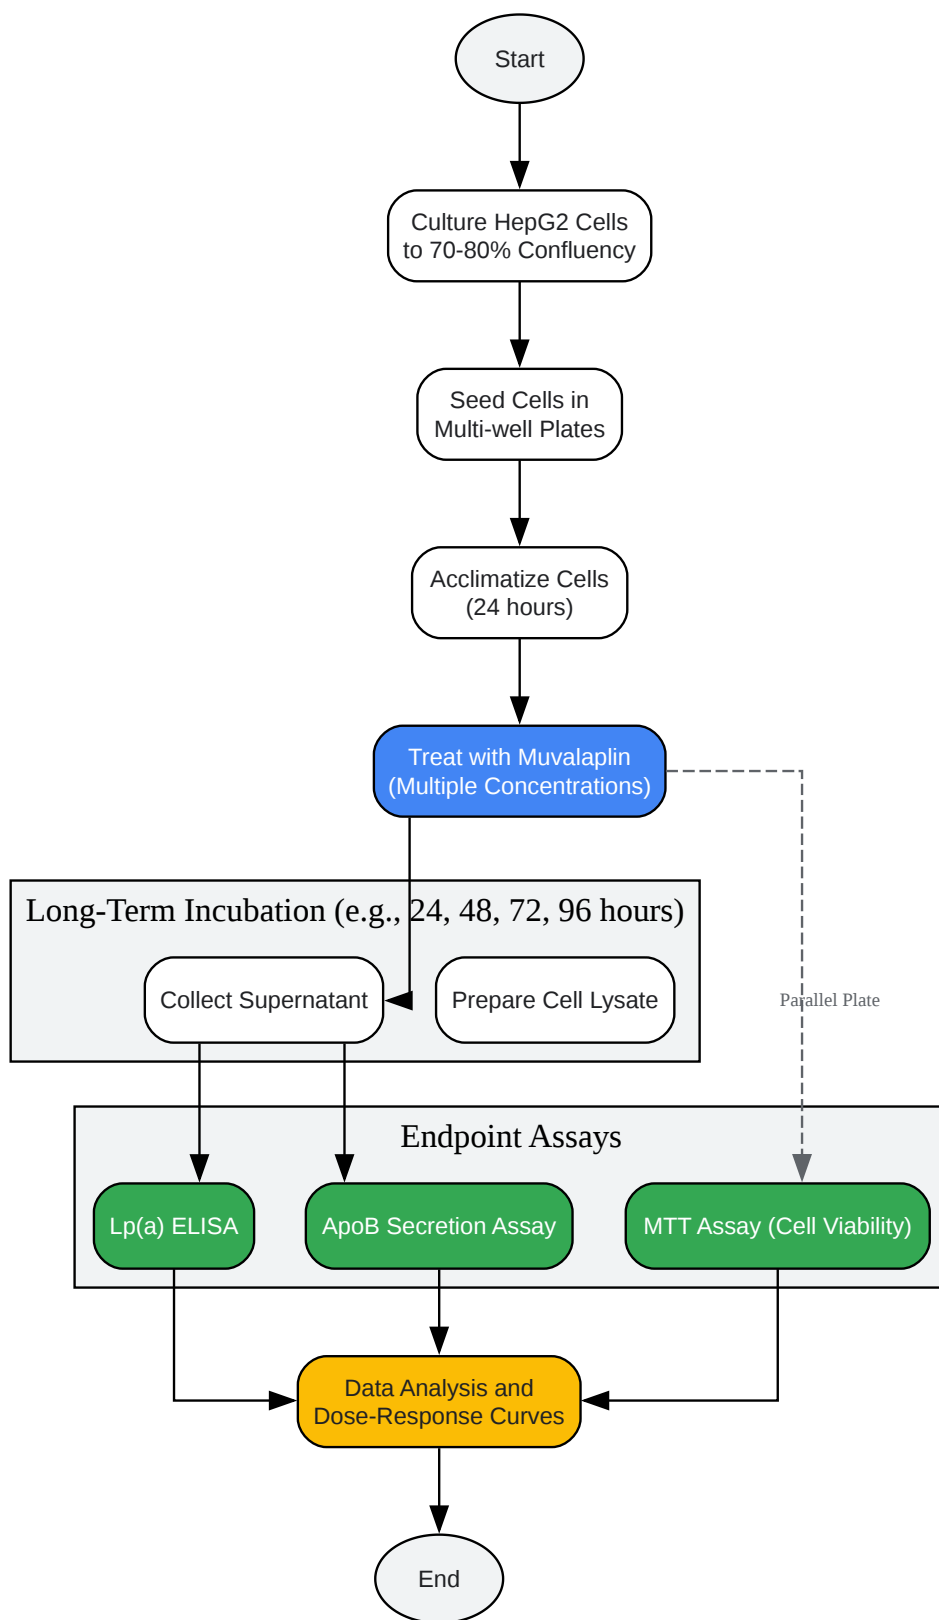 Start
Culture HepG2 Cells
to 70-80% Confluency
Seed Cells in
Multi-well Plates
Acclimatize Cells
(24 hours)
Treat with Muvalaplin
(Multiple Concentrations)
Long-Term Incubation (e.g., 24, 48, 72, 96 hours)
Collect Supernatant
Prepare Cell Lysate
Parallel Plate
Endpoint Assays
Lp(a) ELISA
ApoB Secretion Assay
MTT Assay (Cell Viability)
Data Analysis and
Dose-Response Curves
End